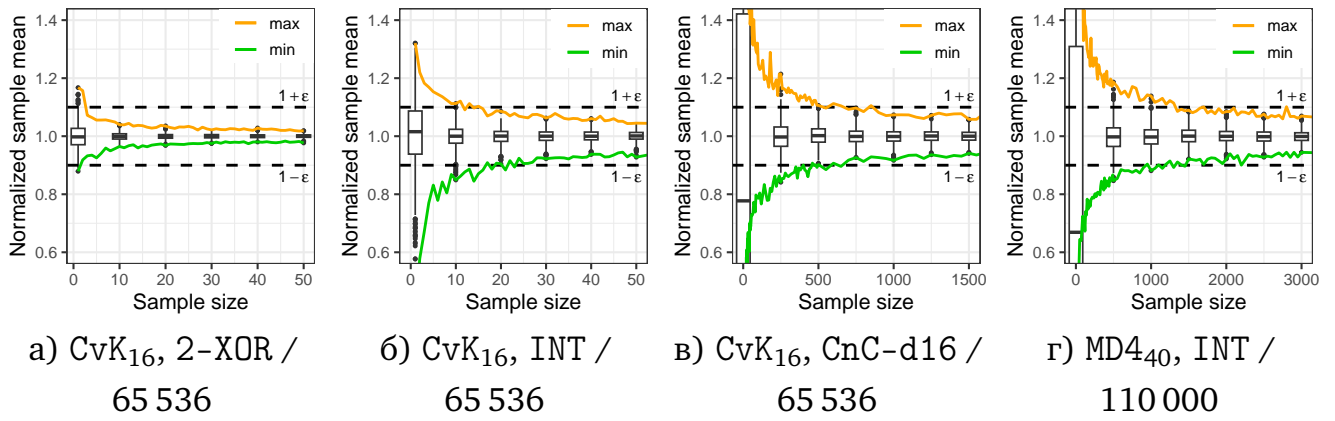 Normalized sample mean
1.4
1.2
1.0
0.8
0.6
max
min
1+ε
1−ε
0 10 20 30 40 50
Sample size
а) CvK16, 2-XOR /
65 536
Normalized sample mean
1.4
1.2
1.0
0.8
0.6
max
min
1+ε
1−ε
0 10 20 30 40 50
Sample size
б) CvK16, INT /
65 536
Normalized sample mean
1.4
1.2
1.0
0.8
0.6
max
min
1+ε
1−ε
0 500 1000 1500
Sample size
в) CvK16, CnC-d16 /
65 536
Normalized sample mean
1.4
1.2
1.0
0.8
0.6
max
min
1+ε
1−ε
0 1000 2000 3000
Sample size
г) MD440, INT /
110 000